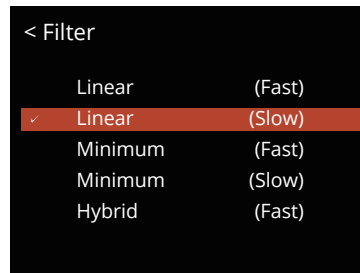 < Filter
Linear (Fast)
✓ Linear (Slow)
Minimum (Fast)
Minimum (Slow)
Hybrid (Fast)